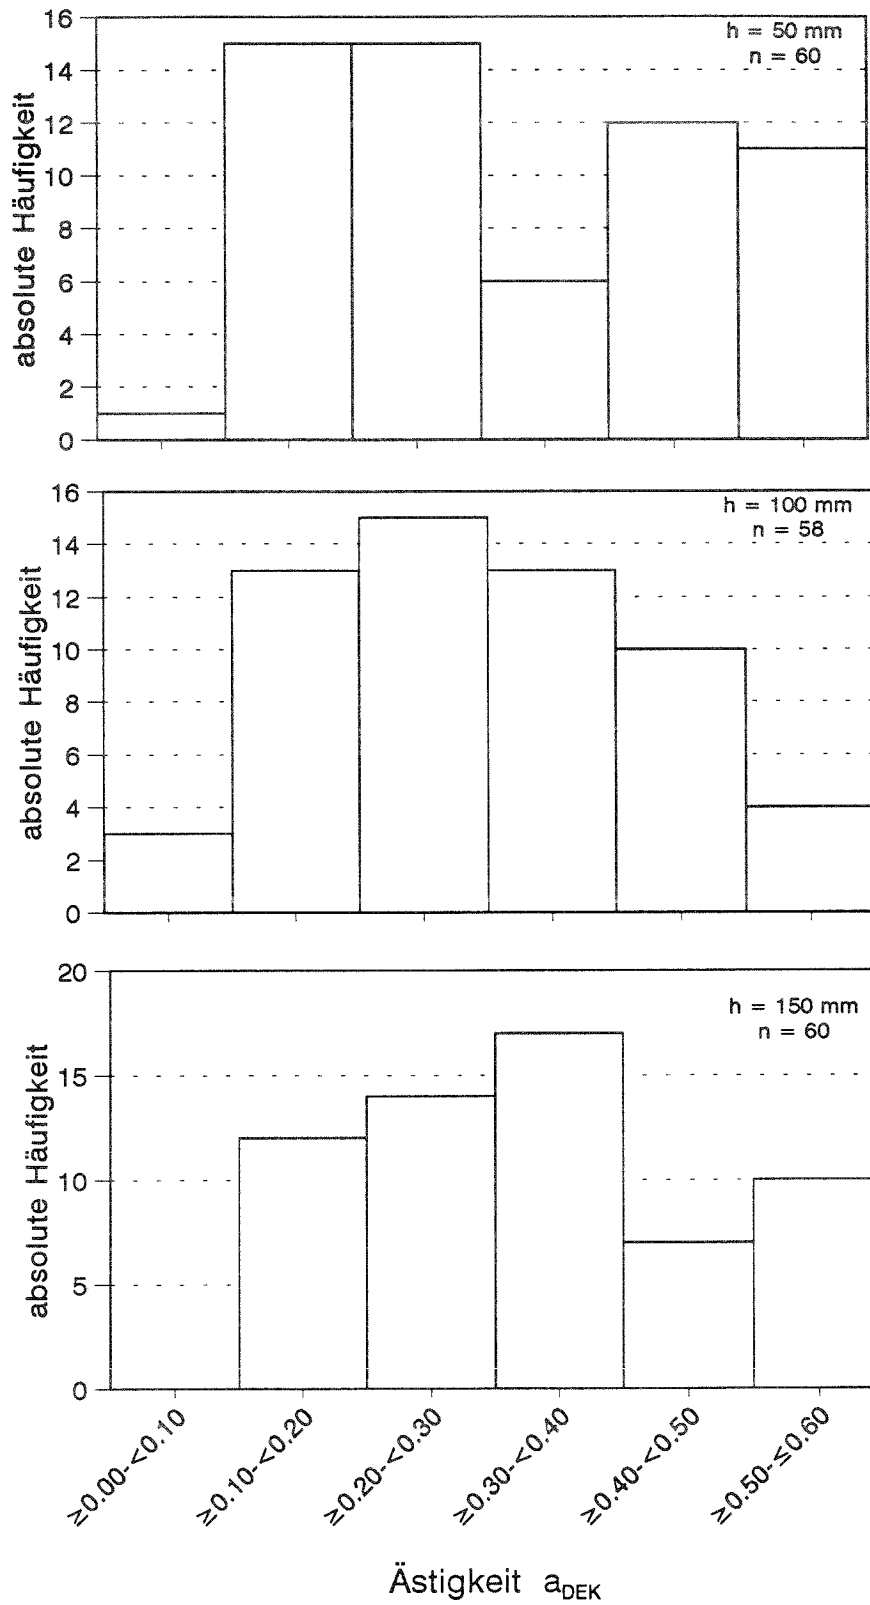 absolute Häufigkeit
16
14
12
10
8
6
4
2
0
h = 50 mm
n = 60
absolute Häufigkeit
16
14
12
10
8
6
4
2
0
h = 100 mm
n = 58
absolute Häufigkeit
20
15
10
5
0
h = 150 mm
n = 60
≥0.00-<0.10
≥0.10-<0.20
≥0.20-<0.30
≥0.30-<0.40
≥0.40-<0.50
≥0.50-≤0.60
Ästigkeit a_DEK